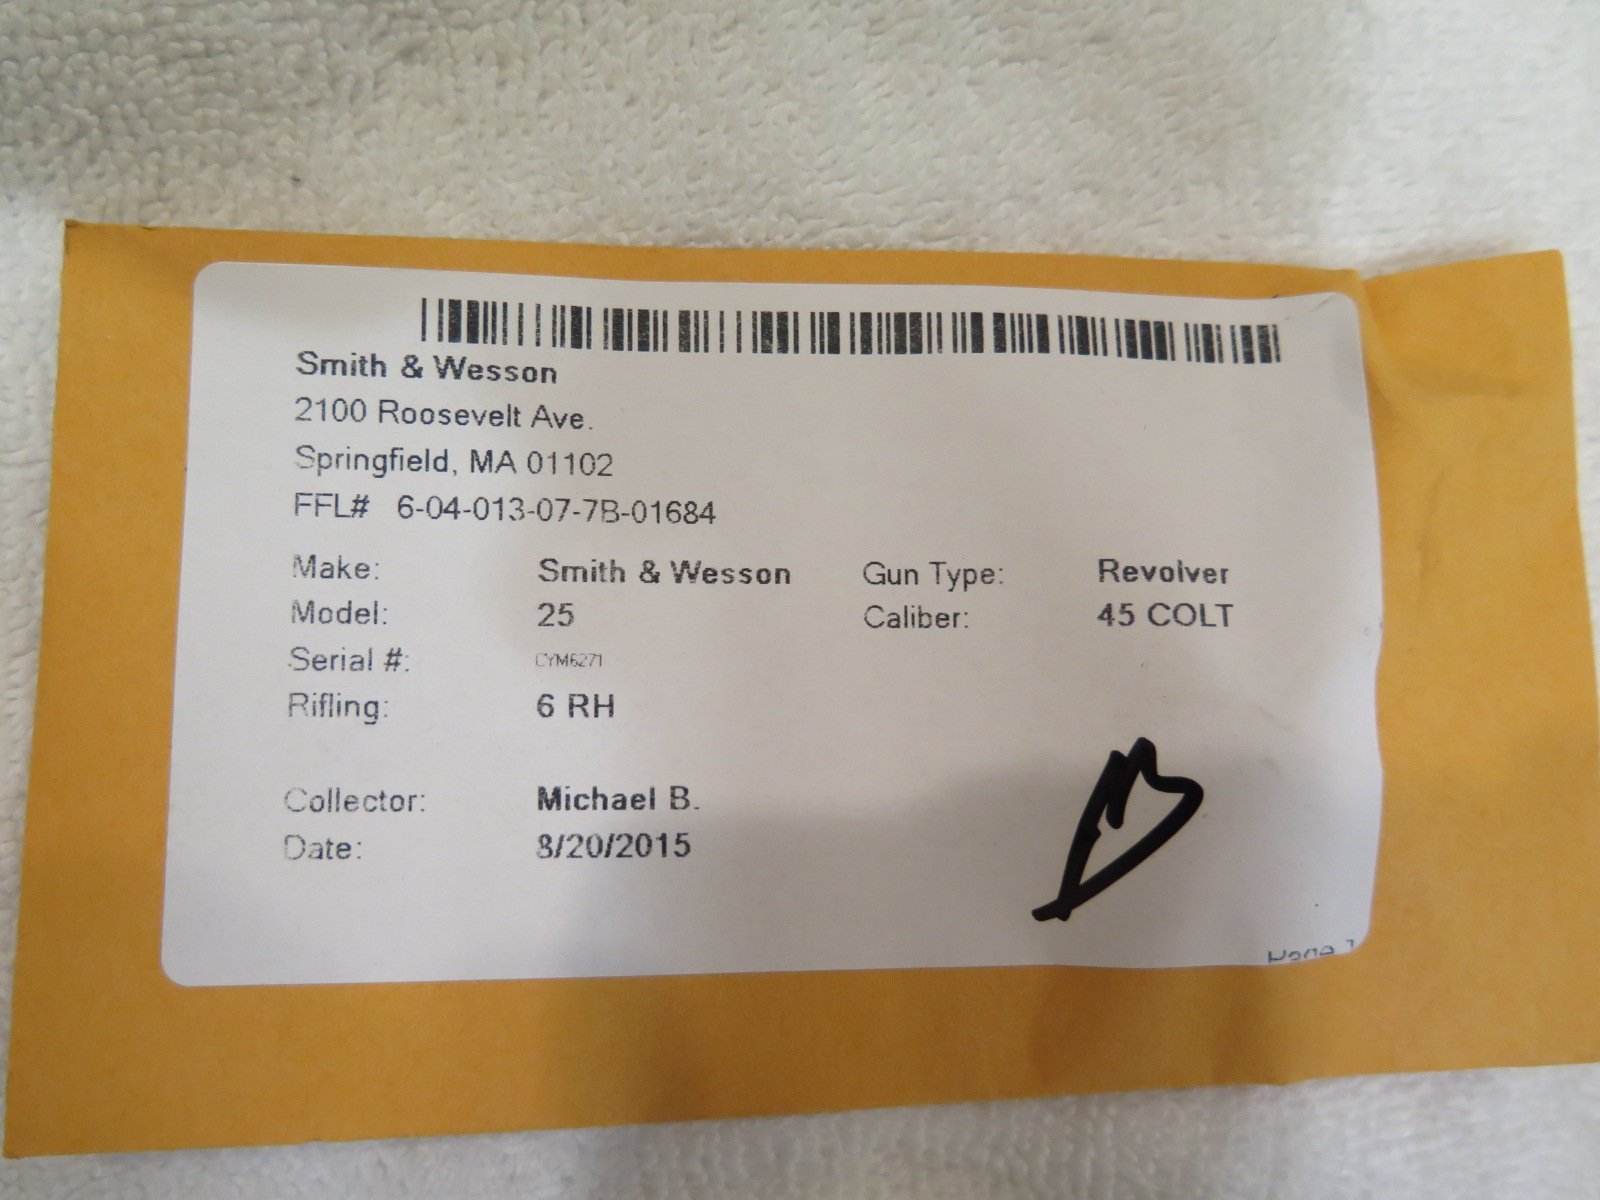 Smith & Wesson
2100 Roosevelt Ave.
Springfield, MA 01102
FFL# 6-04-013-07-7B-01684
Make: Smith & Wesson Gun Type: Revolver
Model: 25 Caliber: 45 COLT
Serial #: CYM6271
Rifling: 6 RH
Collector: Michael B.
Date: 8/20/2015